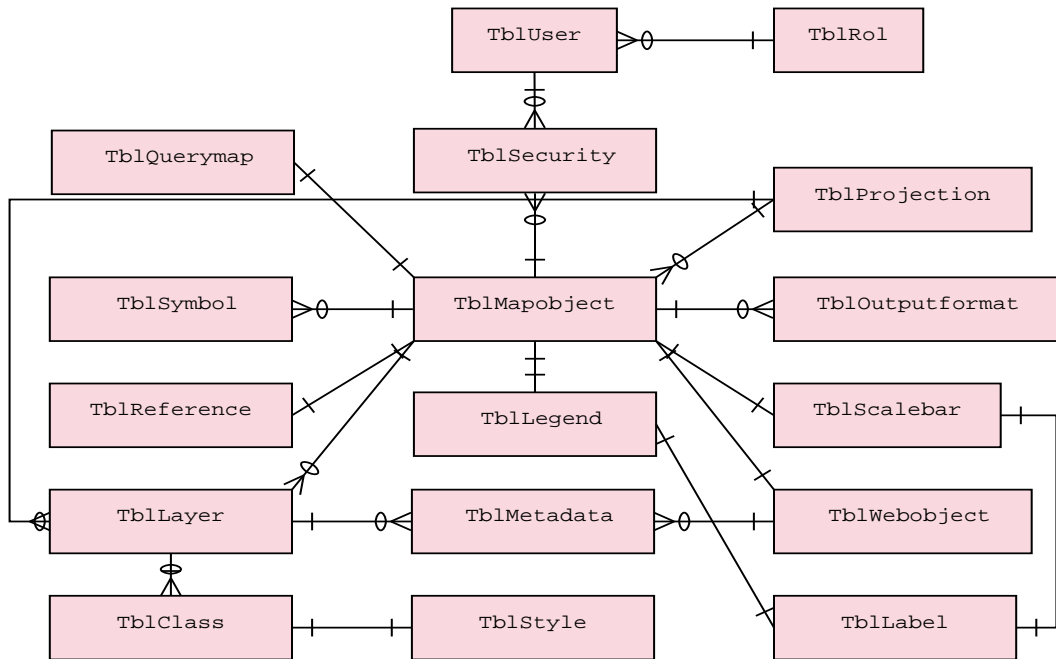 TblUser
TblRol
TblQuerymap
TblSecurity
TblProjection
TblSymbol
TblMapobject
TblOutputformat
TblReference
TblLegend
TblScalebar
TblLayer
TblMetadata
TblWebobject
TblClass
TblStyle
TblLabel